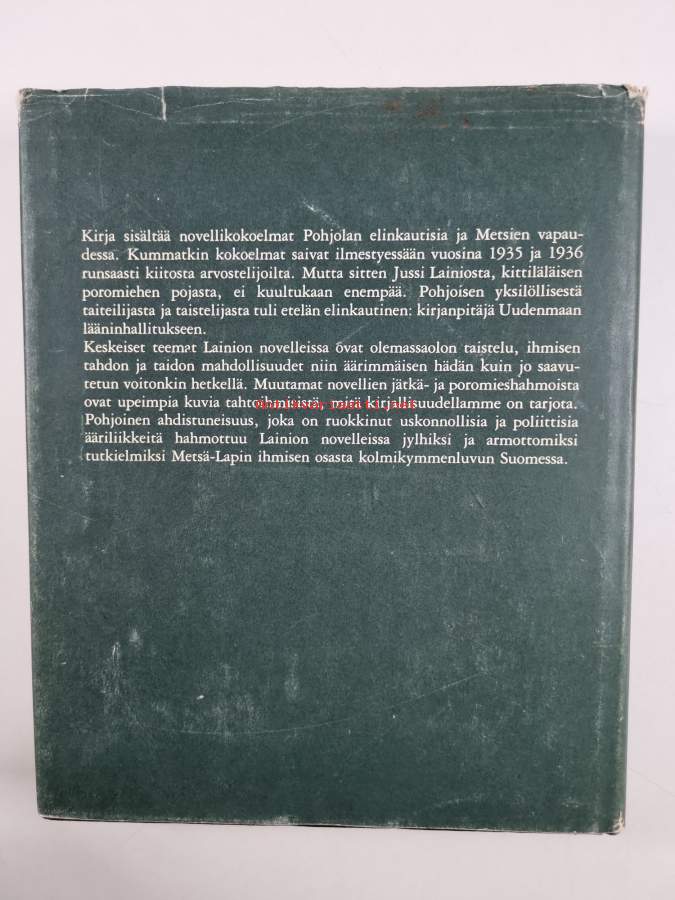 Kirja sisältää novellikokoelmat Pohjolan elinkautisia ja Metsien vapau-
dessa. Kummatkin kokoelmat saivat ilmestyessään vuosina 1935 ja 1936
runsaasti kiitosta arvostelijoilta. Mutta sitten Jussi Lainiosta, kittiläläisen
poromiehen pojasta, ei kuultukaan enempää. Pohjoisen yksilöllisestä
taiteilijasta ja taistelijasta tuli etelän elinkautinen: kirjanpitäjä Uudenmaan
lääninhallitukseen.
Keskeiset teemat Lainion novelleissa ovat olemassaolon taistelu, ihmisen
tahdon ja taidon mahdollisuudet niin äärimmäisen hädän kuin jo saavu-
tetun voitonkin hetkellä. Muutamat novellien jätkä- ja poromieshahmoista
ovat upeimpia kuvia tahtoihmisistä, mitä kirjallisuudellamme on tarjota.
Pohjoinen ahdistuneisuus, joka on ruokkinut uskonnollisia ja poliittisia
ääriliikkeitä hahmottuu Lainion novelleissa jylhiksi ja armottomiksi
tutkielmiksi Metsä-Lapin ihmisen osasta kolmikymmenluvun Suomessa.